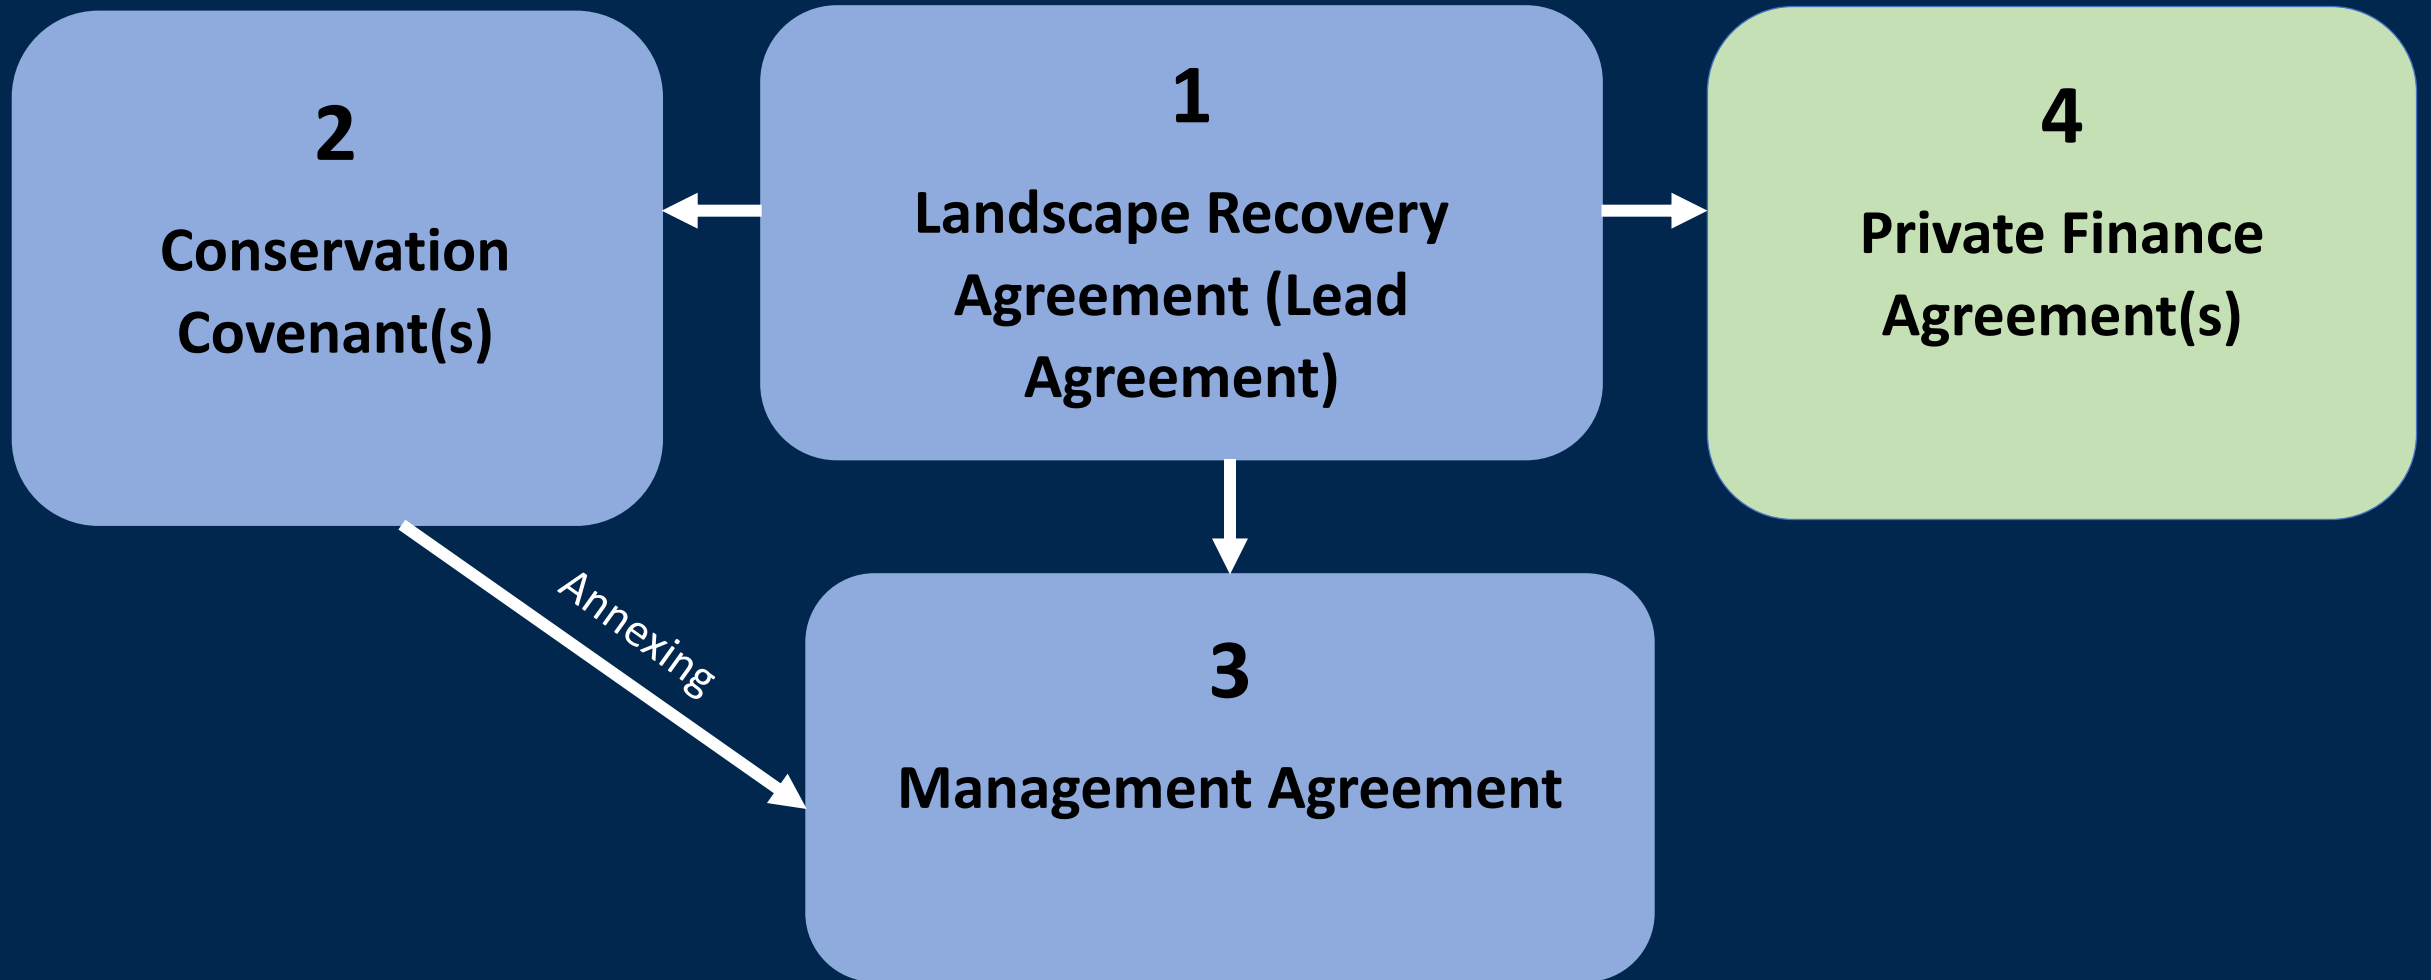 2
Conservation
Covenant(s)
1
Landscape Recovery
Agreement (Lead
Agreement)
4
Private Finance
Agreement(s)
Annexing
3
Management Agreement